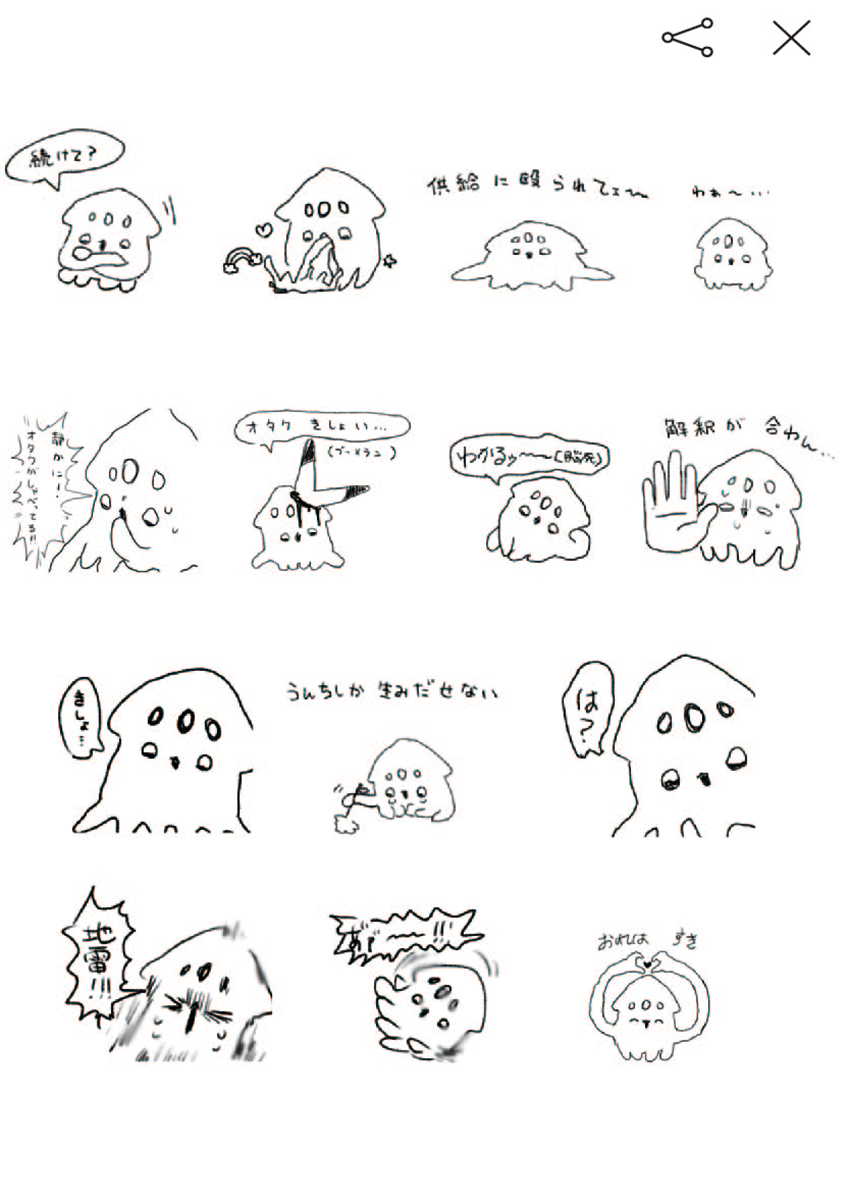 続けて?
供給に殴られてェ〜〜
わぁ〜…
静かに!
オタクがしゃべってる!!
オタク きしょい…
(ブーメラン)
わかるゥ〜〜〜(脳死)
解釈が 合わん…
きしょ…
うんちしか 生みだせない
は?
地雷!!!
あ゛ーー!!!
おれは すき